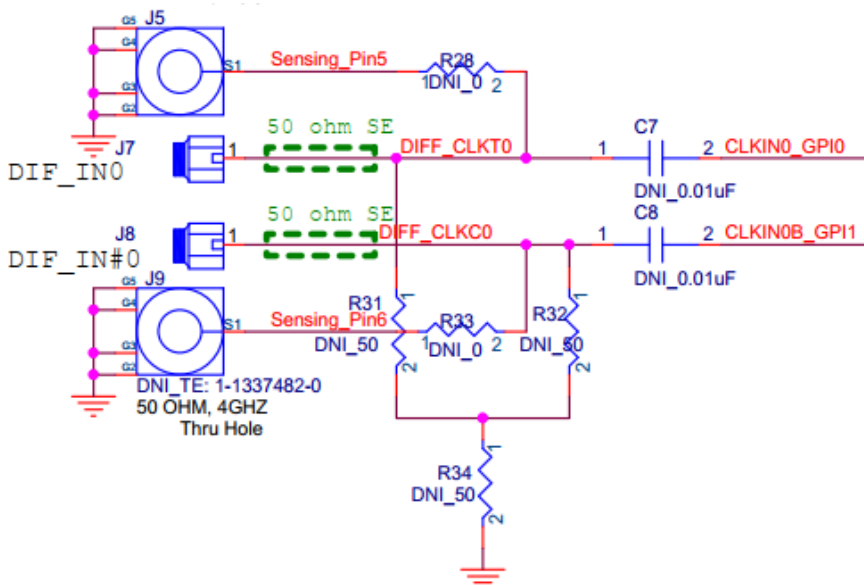 G5
J5
G4
G3
G2
S1
Sensing_Pin5
R28
1
DNI_0
2
50 ohm SE
J7
1
DIFF_CLKT0
DIF_IN0
C7
1
2
CLKIN0_GPI0
DNI_0.01uF
50 ohm SE
J8
1
DIFF_CLKC0
DIF_IN#0
C8
1
2
CLKIN0B_GPI1
DNI_0.01uF
J9
G5
G4
G3
G2
S1
Sensing_Pin6
R31
1
DNI_50
2
R33
1
DNI_0
2
R32
1
DNI_50
2
DNI_TE: 1-1337482-0
50 OHM, 4GHZ
Thru Hole
R34
1
DNI_50
2